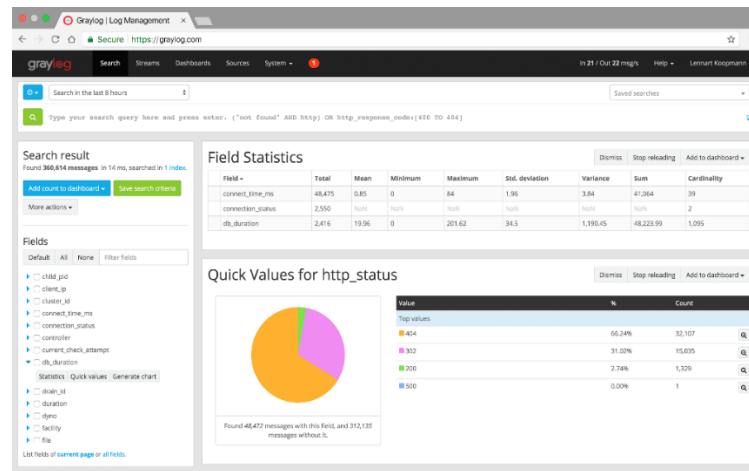 Graylog | Log Management ×
Secure https://graylog.com
graylog Search Streams Dashboards Sources System 1 In 21 / Out 22 msg/s Help Lennart Koopmann
Search in the last 8 hours Saved searches
Type your search query here and press enter. ("not found" AND http) OR http_response_code:[400 TO 404]
Search result
Found 360,614 messages in 14 ms, searched in 1 index.
Add count to dashboard Save search criteria
More actions
Fields
Default All None Filter fields
child_pid
client_ip
cluster_id
connect_time_ms
connection_status
controller
current_check_attempt
db_duration
Statistics Quick values Generate chart
drain_id
duration
dyno
facility
file
List fields of current page or all fields.
Field Statistics Dismiss Stop reloading Add to dashboard
Field Total Mean Minimum Maximum Std. deviation Variance Sum Cardinality
connect_time_ms 48,475 0.85 0 84 1.96 3.84 41,064 39
connection_status 2,550 NaN NaN NaN NaN NaN NaN 2
db_duration 2,416 19.96 0 201.62 34.5 1,190.45 48,223.99 1,095
Quick Values for http_status Dismiss Stop reloading Add to dashboard
Value % Count
Top values
404 66.24% 32,107
302 31.02% 15,035
200 2.74% 1,329
500 0.00% 1
Found 48,472 messages with this field, and 312,135
messages without it.